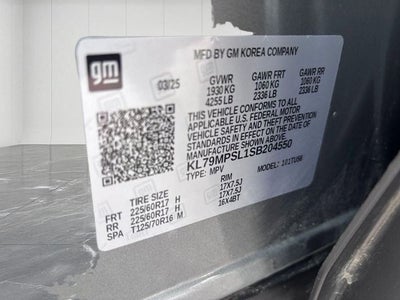 gm
MFD BY GM KOREA COMPANY
03/25
GVWR GAWR FRT GAWR RR
1930 KG 1060 KG 1060 KG
4255 LB 2336 LB 2336 LB
THIS VEHICLE CONFORMS TO ALL
APPLICABLE U.S. FEDERAL MOTOR
VEHICLE SAFETY AND THEFT PREVENTION
STANDARDS IN EFFECT ON THE DATE OF
MANUFACTURE SHOWN ABOVE.
KL79MPSL1SB204550
TYPE: MPV MODEL: 101TU56
TIRE SIZE RIM
FRT 225/60R17 H 17X7.5J
RR 225/60R17 H 17X7.5J
SPA T125/70R16 M 16X4BT